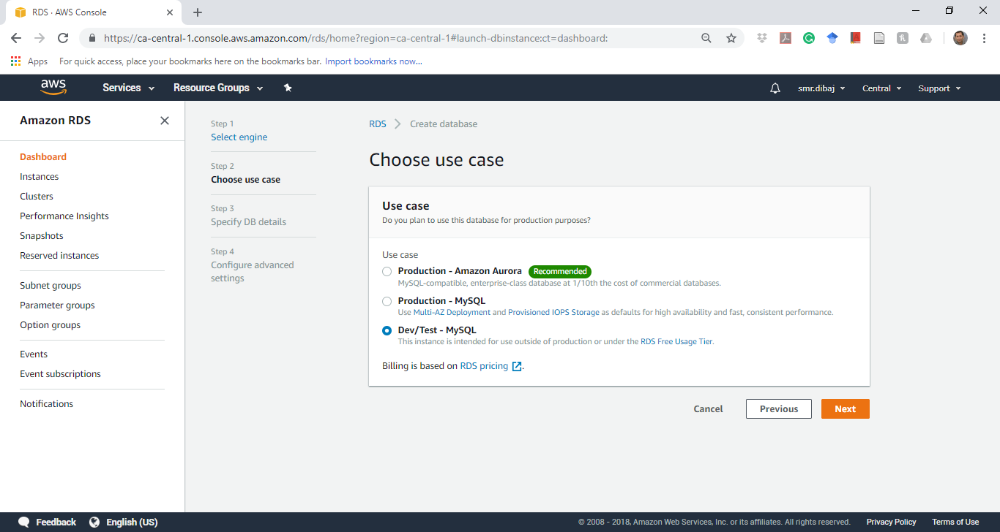 RDS · AWS Console
https://ca-central-1.console.aws.amazon.com/rds/home?region=ca-central-1#launch-dbinstance:ct=dashboard:
Apps For quick access, place your bookmarks here on the bookmarks bar. Import bookmarks now...
aws Services Resource Groups smr.dibaj Central Support
Amazon RDS
Dashboard
Instances
Clusters
Performance Insights
Snapshots
Reserved instances
Subnet groups
Parameter groups
Option groups
Events
Event subscriptions
Notifications
Step 1
Select engine
Step 2
Choose use case
Step 3
Specify DB details
Step 4
Configure advanced
settings
RDS Create database
Choose use case
Use case
Do you plan to use this database for production purposes?
Use case
Production - Amazon Aurora Recommended
MySQL-compatible, enterprise-class database at 1/10th the cost of commercial databases.
Production - MySQL
Use Multi-AZ Deployment and Provisioned IOPS Storage as defaults for high availability and fast, consistent performance.
Dev/Test - MySQL
This instance is intended for use outside of production or under the RDS Free Usage Tier.
Billing is based on RDS pricing .
Cancel Previous Next
Feedback English (US) © 2008 - 2018, Amazon Web Services, Inc. or its affiliates. All rights reserved. Privacy Policy Terms of Use